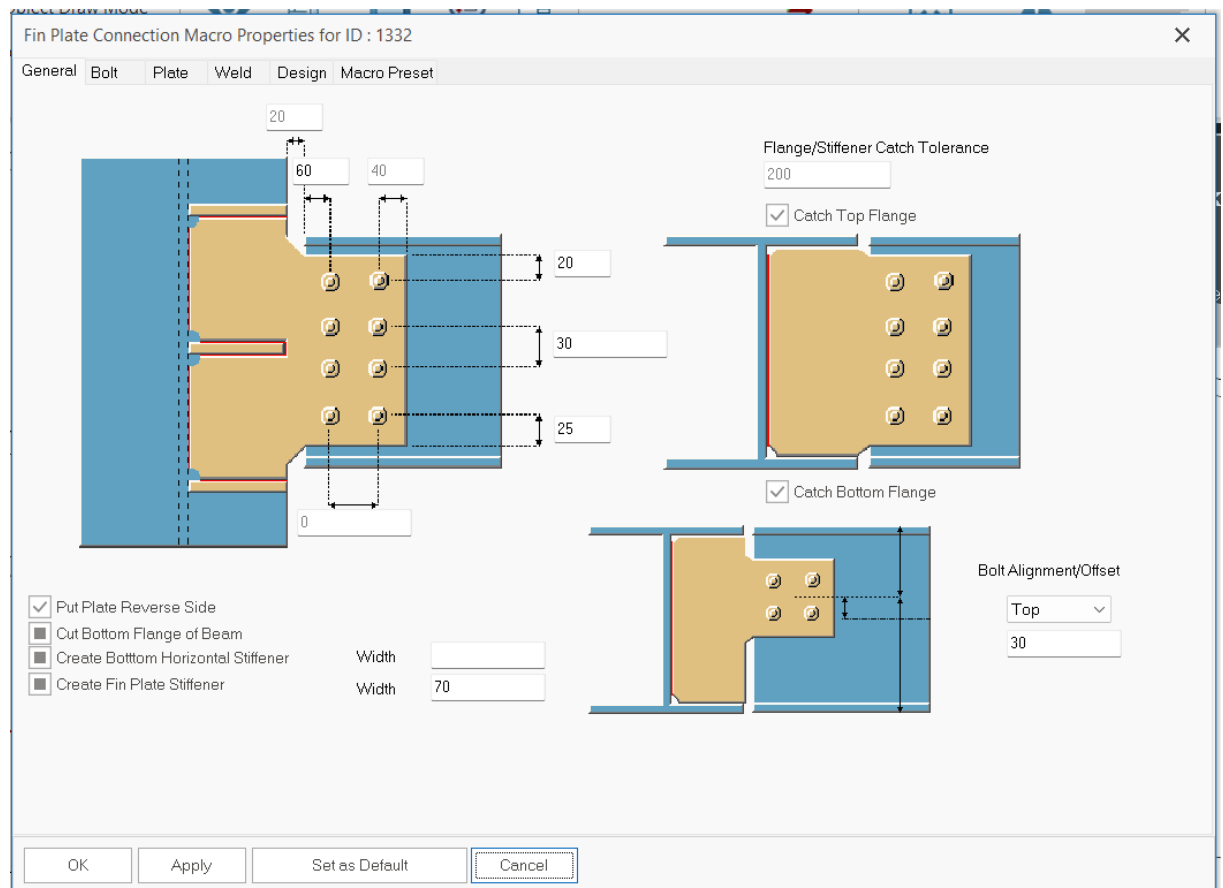 bject Draw Mode
Fin Plate Connection Macro Properties for ID : 1332
General Bolt Plate Weld Design Macro Preset
20
60 40
20
30
25
0
Flange/Stiffener Catch Tolerance
200
Catch Top Flange
Catch Bottom Flange
Bolt Alignment/Offset
Top
30
Put Plate Reverse Side
Cut Bottom Flange of Beam
Create Botttom Horizontal Stiffener Width
Create Fin Plate Stiffener Width 70
OK Apply Set as Default Cancel